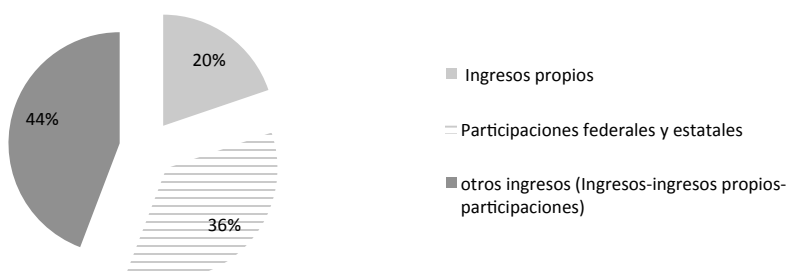 20%
44%
36%
Ingresos propios
Participaciones federales y estatales
otros ingresos (Ingresos-ingresos propios-
participaciones)